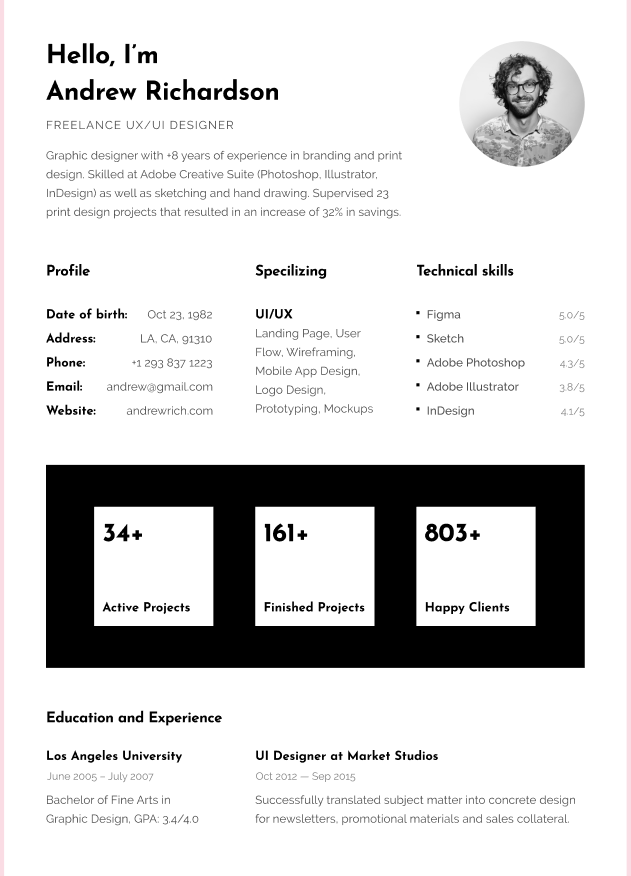 Hello, I'm
Andrew Richardson
FREELANCE UX/UI DESIGNER
Graphic designer with +8 years of experience in branding and print
design. Skilled at Adobe Creative Suite (Photoshop, Illustrator,
InDesign) as well as sketching and hand drawing. Supervised 23
print design projects that resulted in an increase of 32% in savings.
Profile
Date of birth: Oct 23, 1982
Address: LA, CA, 91310
Phone: +1 293 837 1223
Email: andrew@gmail.com
Website: andrewrich.com
Specilizing
UI/UX
Landing Page, User
Flow, Wireframing,
Mobile App Design,
Logo Design,
Prototyping, Mockups
Technical skills
Figma 5.0/5
Sketch 5.0/5
Adobe Photoshop 4.3/5
Adobe Illustrator 3.8/5
InDesign 4.1/5
34+
Active Projects
161+
Finished Projects
803+
Happy Clients
Education and Experience
Los Angeles University
June 2005 – July 2007
Bachelor of Fine Arts in
Graphic Design, GPA: 3.4/4.0
UI Designer at Market Studios
Oct 2012 — Sep 2015
Successfully translated subject matter into concrete design
for newsletters, promotional materials and sales collateral.